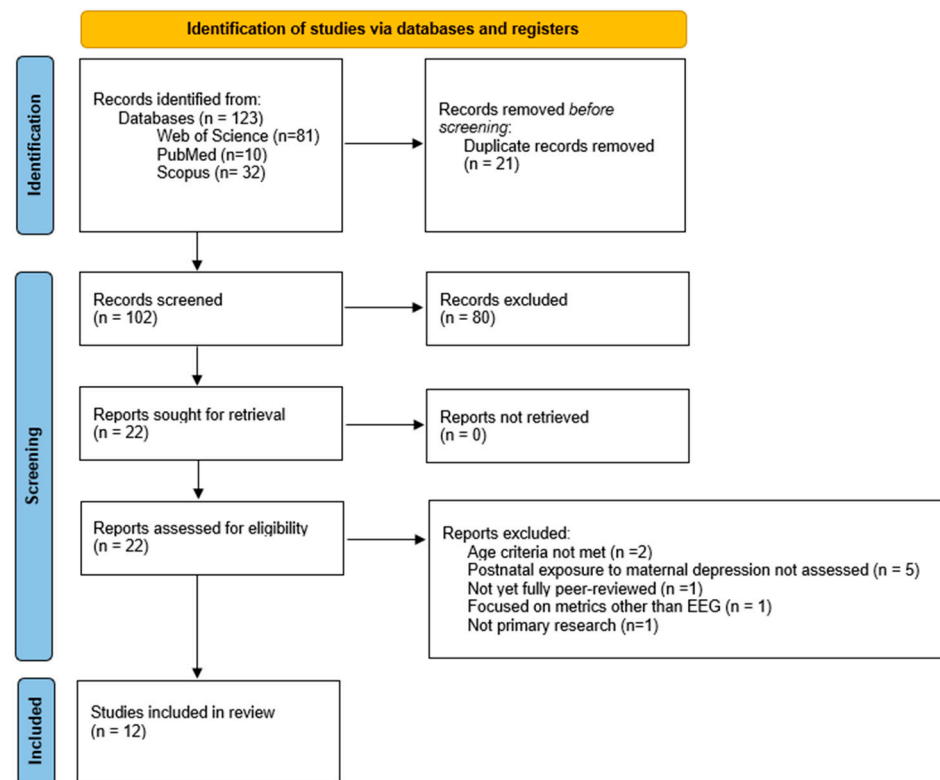 Identification of studies via databases and registers
Identification
Records identified from:
Databases (n = 123)
Web of Science (n=81)
PubMed (n=10)
Scopus (n= 32)
Records removed before
screening:
Duplicate records removed
(n = 21)
Screening
Records screened
(n = 102)
Records excluded
(n = 80)
Reports sought for retrieval
(n = 22)
Reports not retrieved
(n = 0)
Reports assessed for eligibility
(n = 22)
Reports excluded:
Age criteria not met (n =2)
Postnatal exposure to maternal depression not assessed (n = 5)
Not yet fully peer-reviewed (n =1)
Focused on metrics other than EEG (n = 1)
Not primary research (n=1)
Included
Studies included in review
(n = 12)